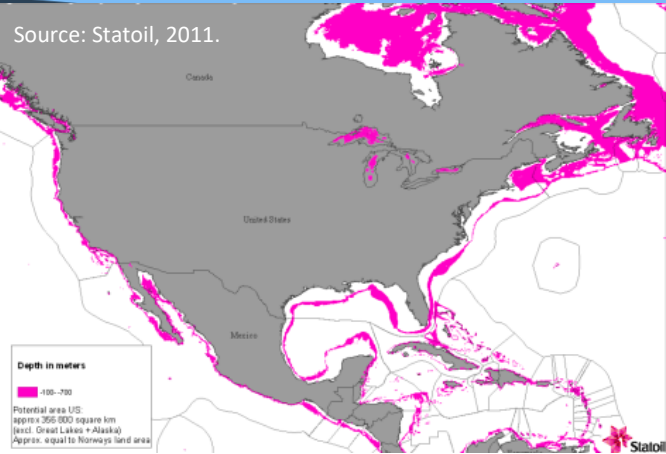 Source: Statoil, 2011.
Canada
United States
Mexico
Depth in meters
-100--700
Potential area US:
approx 356 000 square km
(excl. Great Lakes + Alaska)
Approx. equal to Norways land area
Statoil